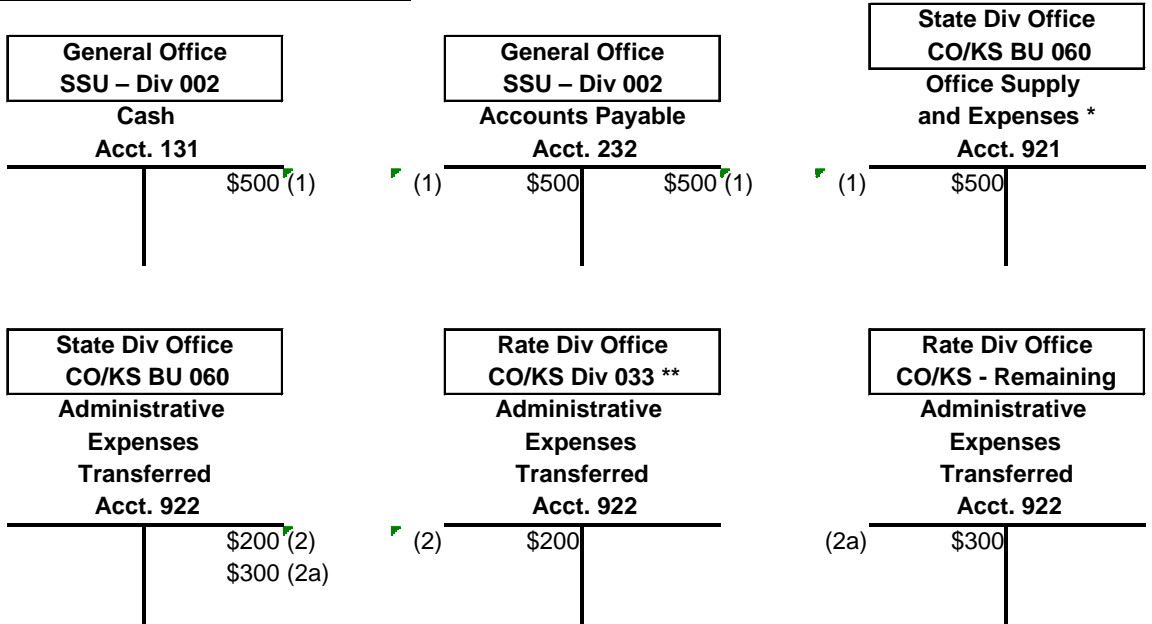 State Div Office
CO/KS BU 060
General Office
SSU – Div 002
General Office
SSU – Div 002
Office Supply
and Expenses *
Acct. 921
Cash
Acct. 131
Accounts Payable
Acct. 232
$500 (1)
(1) $500 $500 (1)
(1) $500
State Div Office
CO/KS BU 060
Rate Div Office
CO/KS Div 033 **
Rate Div Office
CO/KS - Remaining
Administrative
Expenses
Transferred
Acct. 922
Administrative
Expenses
Transferred
Acct. 922
Administrative
Expenses
Transferred
Acct. 922
$200 (2)
$300 (2a)
(2) $200
(2a) $300